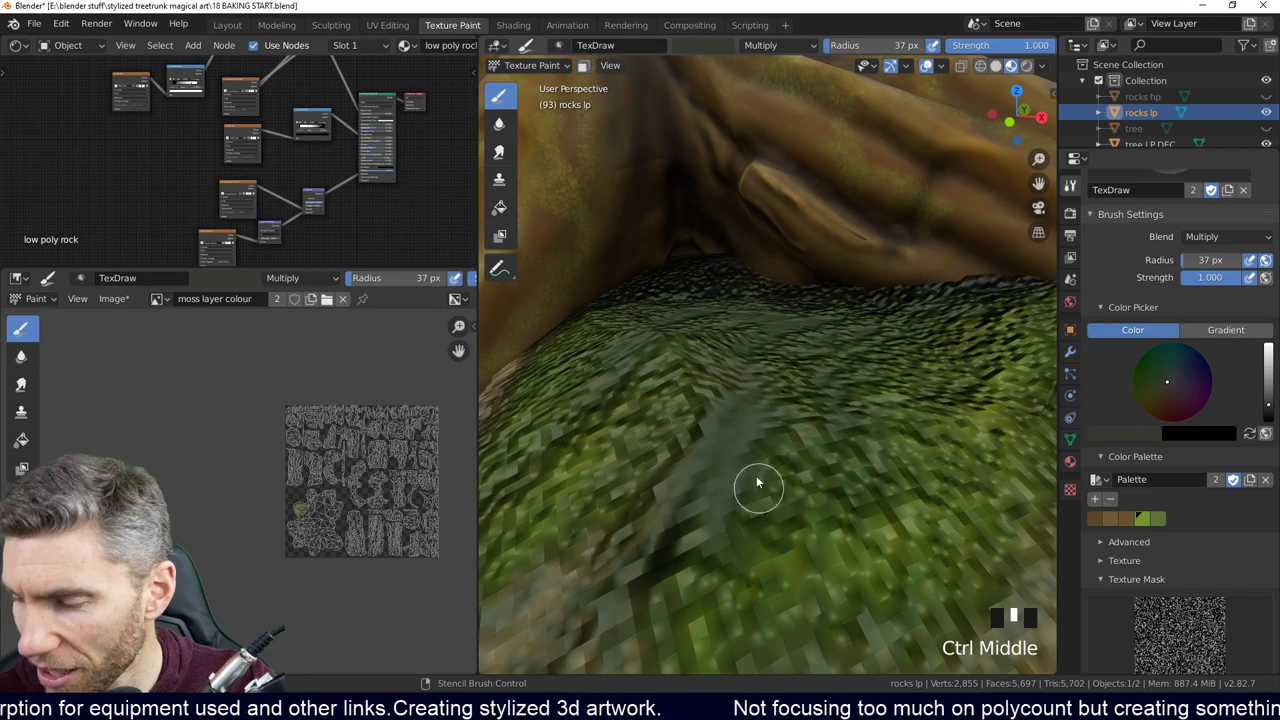 Blender* [E:\blender stuff\stylized treetrunk magical art\18 BAKING START.blend]
File Edit Render Window Help Layout Modeling Sculpting UV Editing Texture Paint Shading Animation Rendering Compositing Scripting Scene View Layer
Object View Select Add Node Use Nodes Slot 1 low poly rock
TexDraw Multiply Radius 37 px Strength 1.000
Texture Paint View
User Perspective
(93) rocks lp
Scene Collection
Collection
rocks hp
rocks lp
tree
tree LP DEC
low poly rock
TexDraw Multiply Radius 37 px
Paint View Image* moss layer colour 2
TexDraw 2
Brush Settings
Blend Multiply
Radius 37 px
Strength 1.000
Color Picker
Color Gradient
Color Palette
Palette 2
Advanced
Texture
Texture Mask
Ctrl Middle
Stencil Brush Control
rocks lp | Verts:2,855 | Faces:5,697 | Tris:5,702 | Objects:1/2 | Mem: 887.4 MiB | v2.82.7
rption for equipment used and other links.Creating stylized 3d artwork. Not focusing too much on polycount but creating somethin